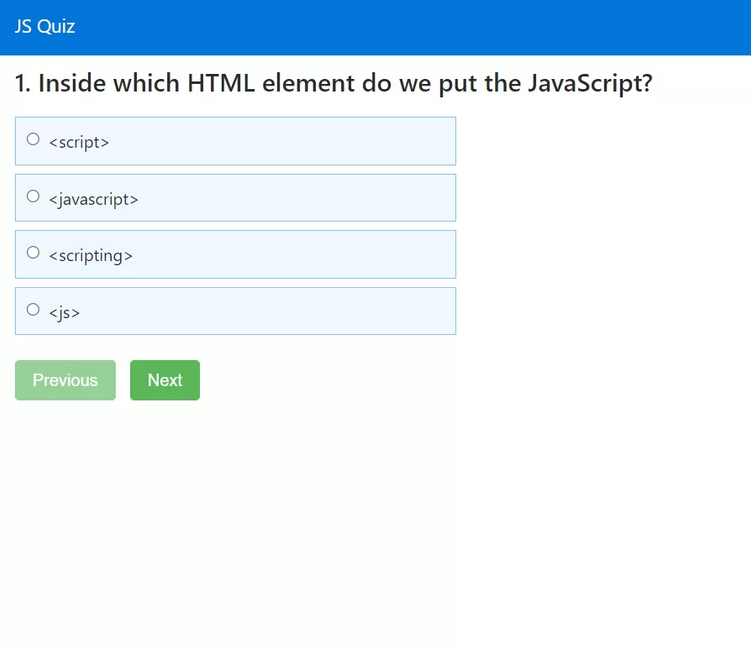 JS Quiz
1. Inside which HTML element do we put the JavaScript?
<script>
<javascript>
<scripting>
<js>
Previous
Next